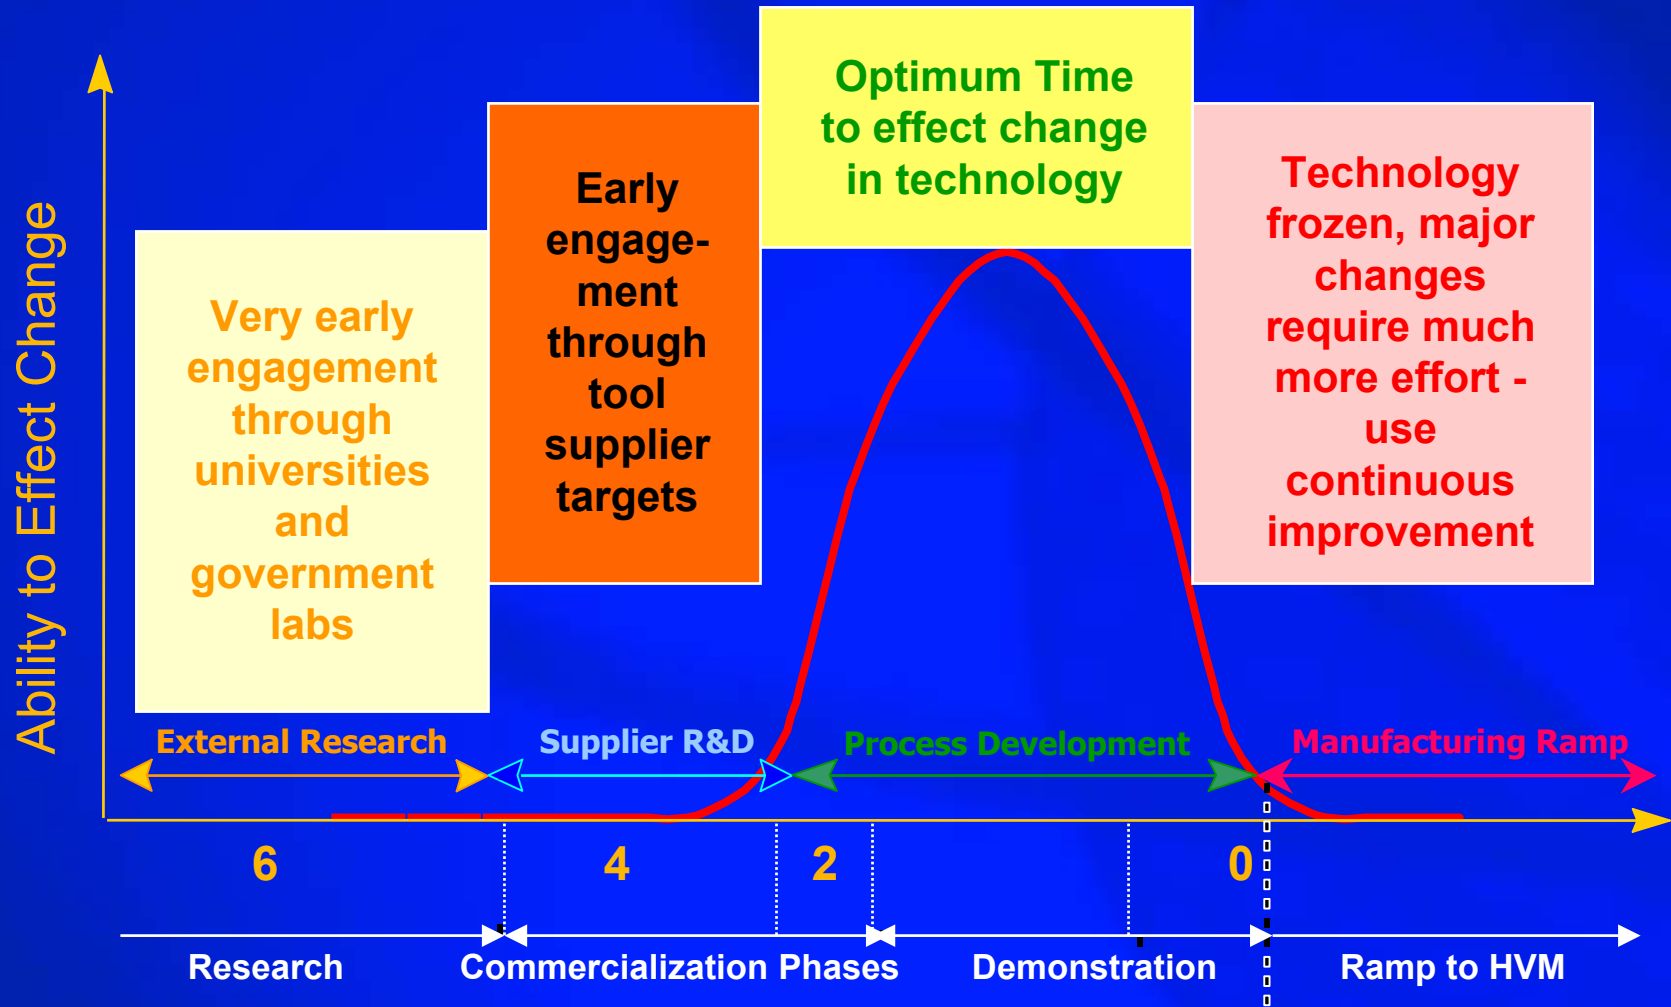 Ability to Effect Change
Very early
engagement
through
universities
and
government
labs
Early
engage-
ment
through
tool
supplier
targets
Optimum Time
to effect change
in technology
Technology
frozen, major
changes
require much
more effort -
use
continuous
improvement
External Research
Supplier R&D
Process Development
Manufacturing Ramp
6
4
2
0
Research
Commercialization Phases
Demonstration
Ramp to HVM